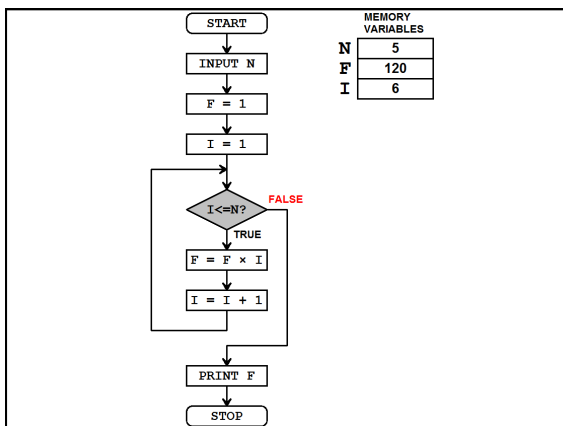 START
INPUT N
F = 1
I = 1
I<=N?
FALSE
TRUE
F = F × I
I = I + 1
PRINT F
STOP
MEMORY
VARIABLES
N 5
F 120
I 6